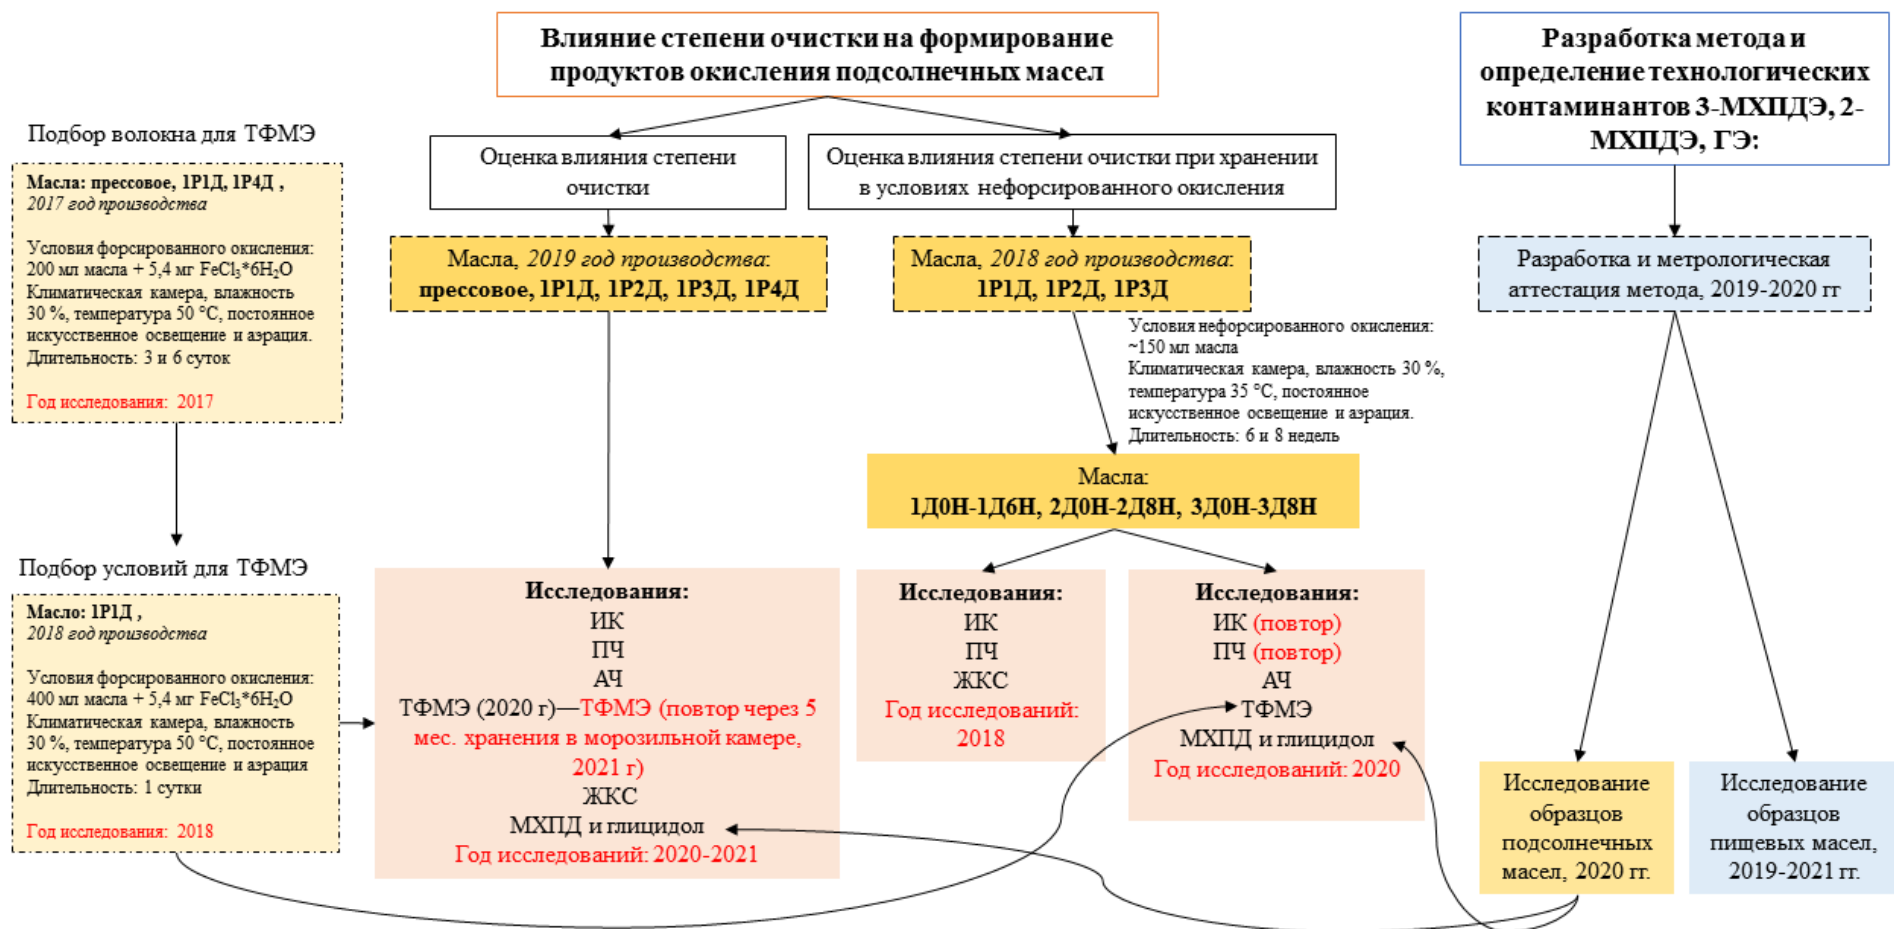 Влияние степени очистки на формирование
продуктов окисления подсолнечных масел
Разработка метода и
определение технологических
контаминантов 3-МХПДЭ, 2-
МХПДЭ, ГЭ:
Подбор волокна для ТФМЭ
Масла: прессовое, 1Р1Д, 1Р4Д ,
2017 год производства
Условия форсированного окисления:
200 мл масла + 5,4 мг FeCl₃*6H₂O
Климатическая камера, влажность
30 %, температура 50 °С, постоянное
искусственное освещение и аэрация.
Длительность: 3 и 6 суток
Год исследования: 2017
Оценка влияния степени
очистки
Оценка влияния степени очистки при хранении
в условиях нефорсированного окисления
Масла, 2019 год производства:
прессовое, 1Р1Д, 1Р2Д, 1Р3Д, 1Р4Д
Масла, 2018 год производства:
1Р1Д, 1Р2Д, 1Р3Д
Разработка и метрологическая
аттестация метода, 2019-2020 гг
Условия нефорсированного окисления:
~150 мл масла
Климатическая камера, влажность 30 %,
температура 35 °С, постоянное
искусственное освещение и аэрация.
Длительность: 6 и 8 недель
Масла:
1Д0Н-1Д6Н, 2Д0Н-2Д8Н, 3Д0Н-3Д8Н
Подбор условий для ТФМЭ
Масло: 1Р1Д ,
2018 год производства
Условия форсированного окисления:
400 мл масла + 5,4 мг FeCl₃*6H₂O
Климатическая камера, влажность
30 %, температура 50 °С, постоянное
искусственное освещение и аэрация
Длительность: 1 сутки
Год исследования: 2018
Исследования:
ИК
ПЧ
АЧ
ТФМЭ (2020 г)—ТФМЭ (повтор через 5
мес. хранения в морозильной камере,
2021 г)
ЖКС
МХПД и глицидол
Год исследований: 2020-2021
Исследования:
ИК
ПЧ
ЖКС
Год исследований:
2018
Исследования:
ИК (повтор)
ПЧ (повтор)
АЧ
ТФМЭ
МХПД и глицидол
Год исследований: 2020
Исследование
образцов
подсолнечных
масел, 2020 гг.
Исследование
образцов
пищевых масел,
2019-2021 гг.